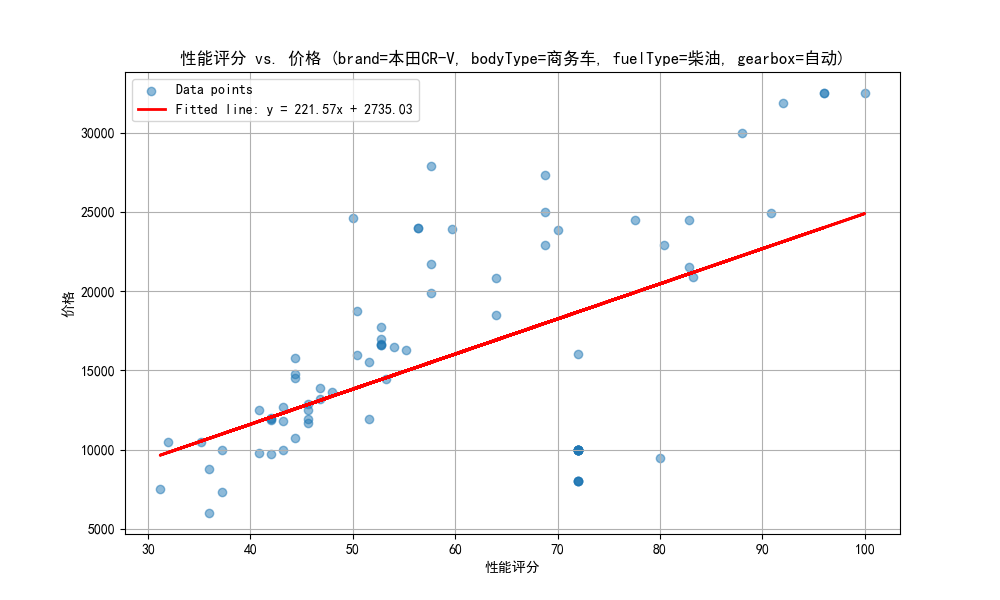 性能评分 vs. 价格 (brand=本田CR-V, bodyType=商务车, fuelType=柴油, gearbox=自动)
Data points
Fitted line: y = 221.57x + 2735.03
价格
30000
25000
20000
15000
10000
5000
30 40 50 60 70 80 90 100
性能评分